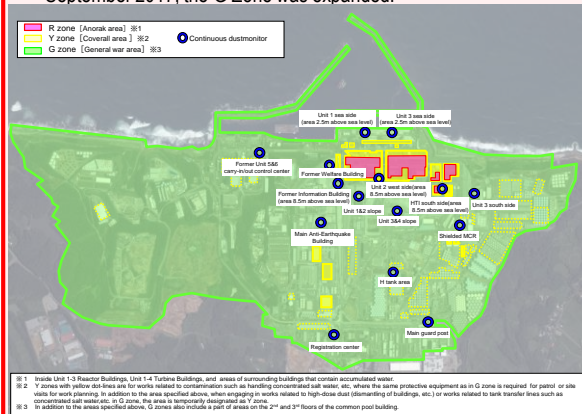 September 2017, the G Zone was expanded.
R zone [Anorak area] ※1
Y zone [Coverall area] ※2
G zone [General war area] ※3
Continuous dustmonitor
Unit 1 sea side
(area 2.5m above sea level)
Unit 3 sea side
(area 2.5m above sea level)
Former Unit 5&6
carry-in/out control center
Former Welfare Building
Former Information Building
(area 8.5m above sea level)
Unit 2 west side(area
8.5m above sea level)
HTI south side(area
8.5m above sea level)
Unit 3 south side
Unit 1&2 slope
Unit 3&4 slope
Main Anti-Earthquake
Building
Shielded MCR
H tank area
Main guard post
Registration center
※ 1 Inside Unit 1-3 Reactor Buildings, Unit 1-4 Turbine Buildings, and areas of surrounding buildings that contain accumulated water.
※ 2 Y zones with yellow dot-lines are for works related to contamination such as handling concentrated salt water, etc, where the same protective equipment as in G zone is required for patrol or site
visits for work planning. In addition to the area specified above, when engaging in works related to high-dose dust (dismantling of buildings, etc.) or works related to tank transfer lines such as
concentrated salt water,etc. in G zone, the area is temporarily designated as Y zone.
※ 3 In addition to the areas specified above, G zones also include a part of areas on the 2nd and 3rd floors of the common pool building.